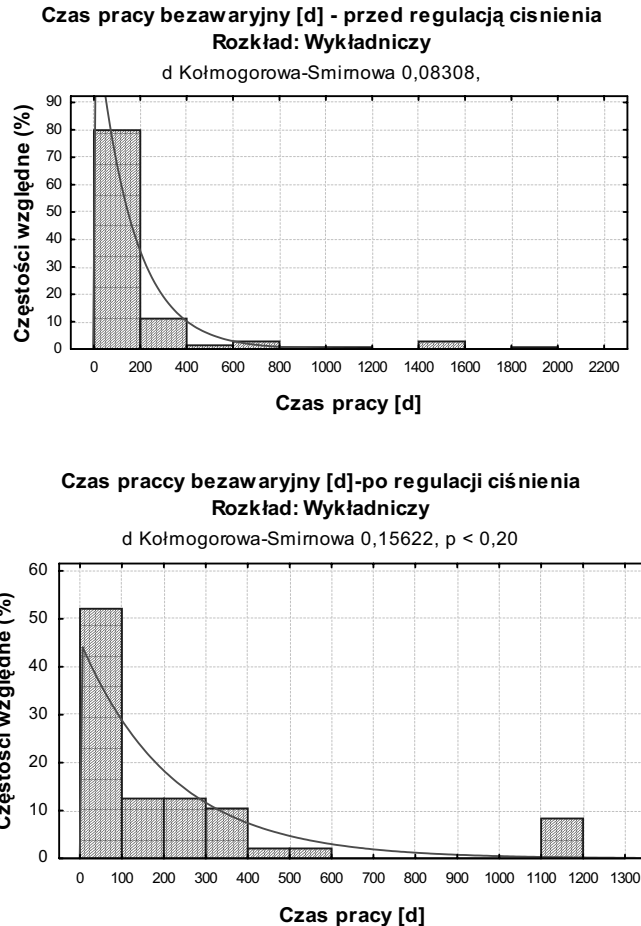 Czas pracy bezawaryjny [d] - przed regulacją cisnienia
Rozkład: Wykładniczy
d Kołmogorowa-Smirnowa 0,08308,
Częstości względne (%)
90
80
70
60
50
40
30
20
10
0
0 200 400 600 800 1000 1200 1400 1600 1800 2000 2200
Czas pracy [d]
Czas praccy bezawaryjny [d]-po regulacji ciśnienia
Rozkład: Wykładniczy
d Kołmogorowa-Smirnowa 0,15622, p < 0,20
Częstości względne (%)
60
50
40
30
20
10
0
0 100 200 300 400 500 600 700 800 900 1000 1100 1200 1300
Czas pracy [d]